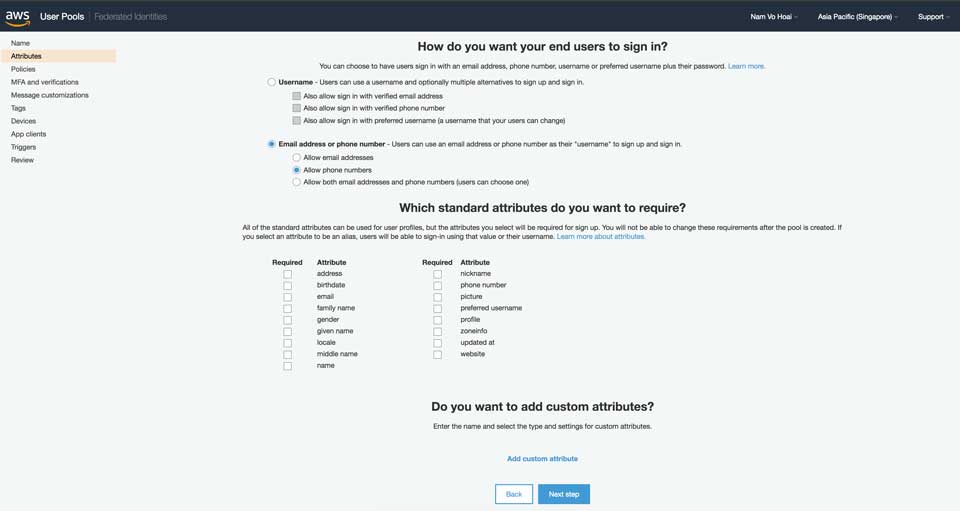 aws User Pools Federated Identities Nam Vo Hoai Asia Pacific (Singapore) Support
Name
Attributes
Policies
MFA and verifications
Message customizations
Tags
Devices
App clients
Triggers
Review
How do you want your end users to sign in?
You can choose to have users sign in with an email address, phone number, username or preferred username plus their password. Learn more.
Username - Users can use a username and optionally multiple alternatives to sign up and sign in.
Also allow sign in with verified email address
Also allow sign in with verified phone number
Also allow sign in with preferred username (a username that your users can change)
Email address or phone number - Users can use an email address or phone number as their "username" to sign up and sign in.
Allow email addresses
Allow phone numbers
Allow both email addresses and phone numbers (users can choose one)
Which standard attributes do you want to require?
All of the standard attributes can be used for user profiles, but the attributes you select will be required for sign up. You will not be able to change these requirements after the pool is created. If
you select an attribute to be an alias, users will be able to sign-in using that value or their username. Learn more about attributes.
Required Attribute
address
birthdate
email
family name
gender
given name
locale
middle name
name
Required Attribute
nickname
phone number
picture
preferred username
profile
zoneinfo
updated at
website
Do you want to add custom attributes?
Enter the name and select the type and settings for custom attributes.
Add custom attribute
Back Next step